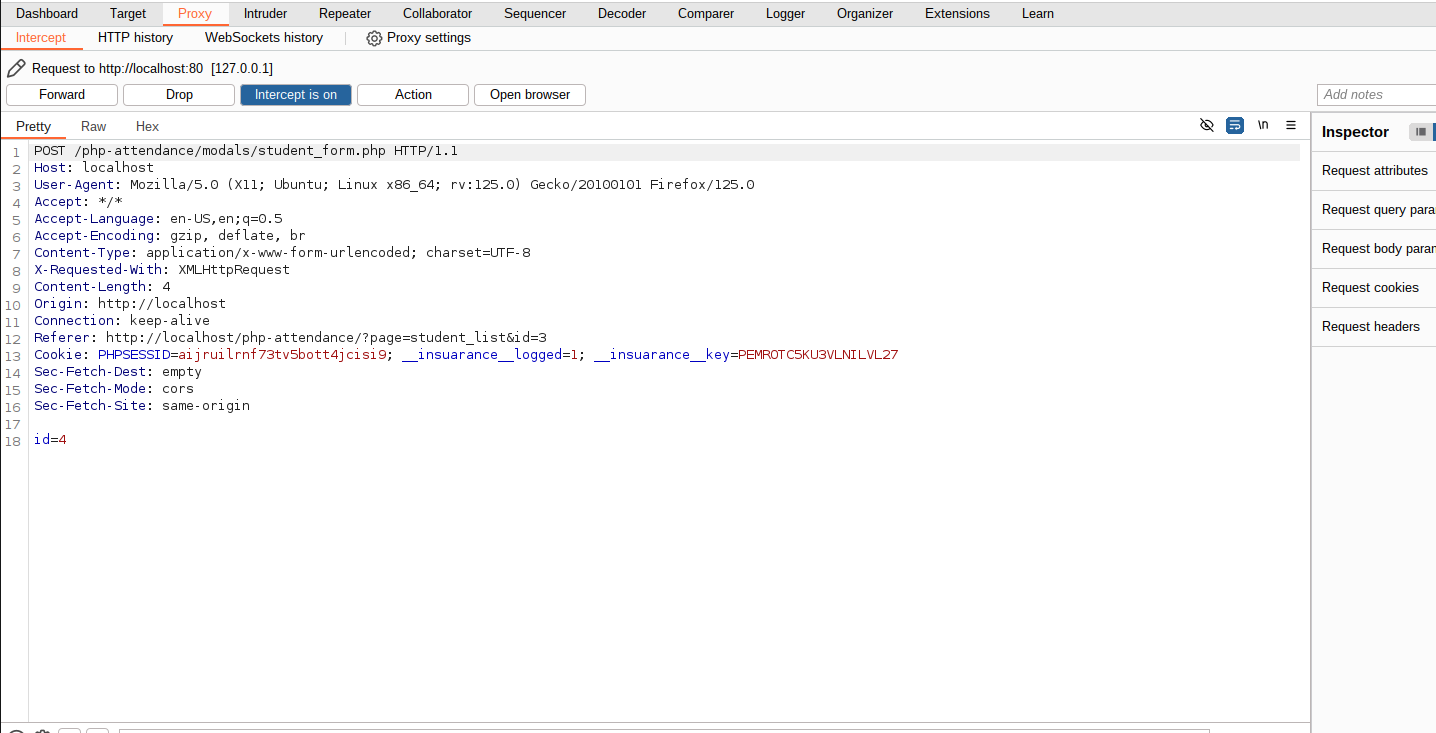 Dashboard Target Proxy Intruder Repeater Collaborator Sequencer Decoder Comparer Logger Organizer Extensions Learn
Intercept HTTP history WebSockets history Proxy settings
Request to http://localhost:80 [127.0.0.1]
Forward Drop Intercept is on Action Open browser Add notes
Pretty Raw Hex \n
Inspector
Request attributes
Request query para
Request body param
Request cookies
Request headers
1 POST /php-attendance/modals/student_form.php HTTP/1.1
2 Host: localhost
3 User-Agent: Mozilla/5.0 (X11; Ubuntu; Linux x86_64; rv:125.0) Gecko/20100101 Firefox/125.0
4 Accept: */*
5 Accept-Language: en-US,en;q=0.5
6 Accept-Encoding: gzip, deflate, br
7 Content-Type: application/x-www-form-urlencoded; charset=UTF-8
8 X-Requested-With: XMLHttpRequest
9 Content-Length: 4
10 Origin: http://localhost
11 Connection: keep-alive
12 Referer: http://localhost/php-attendance/?page=student_list&id=3
13 Cookie: PHPSESSID=aijruilrnf73tv5bott4jcisi9; __insuarance__logged=1; __insuarance__key=PEMROTC5KU3VLNILVL27
14 Sec-Fetch-Dest: empty
15 Sec-Fetch-Mode: cors
16 Sec-Fetch-Site: same-origin
17
18 id=4